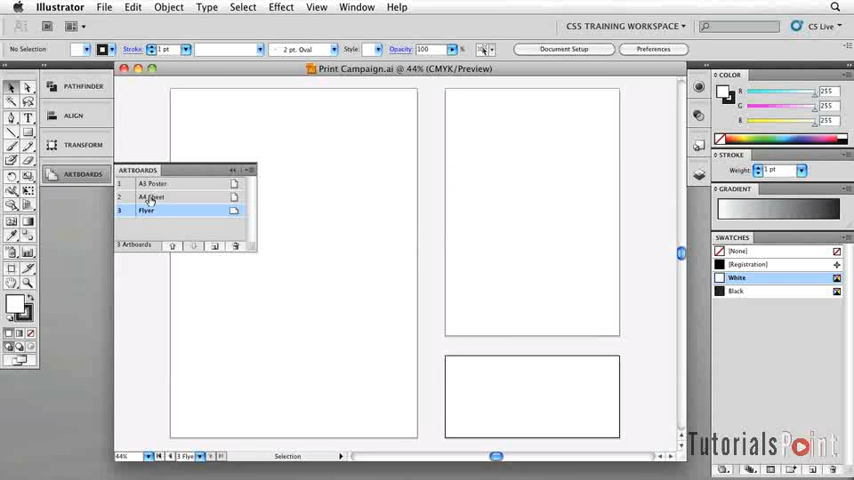 Illustrator File Edit Object Type Select Effect View Window Help
CS5 TRAINING WORKSPACE
CS Live
No Selection
Stroke: 1 pt
2 pt. Oval
Style:
Opacity: 100 %
Document Setup
Preferences
Print Campaign.ai @ 44% (CMYK/Preview)
PATHFINDER
ALIGN
TRANSFORM
ARTBOARDS
ARTBOARDS
1 A3 Poster
2 A4 Sheet
3 Flyer
3 Artboards
COLOR
R 255
G 255
B 255
STROKE
Weight: 1 pt
GRADIENT
SWATCHES
[None]
[Registration]
White
Black
44%
3 Flye
Selection
TutorialsPoint